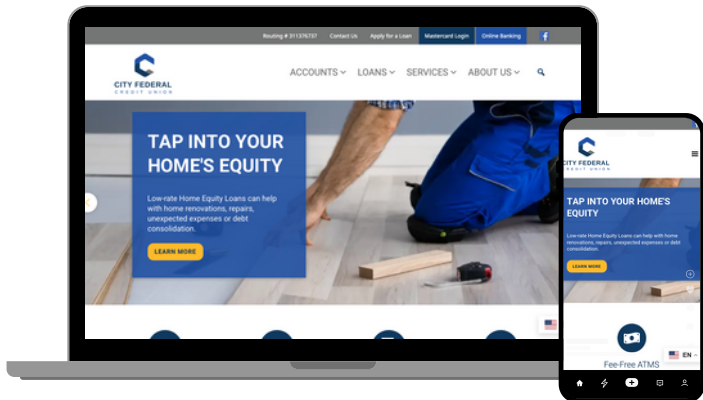 Routing # 311376737 Contact Us Apply for a Loan Mastercard Login Online Banking f
CITY FEDERAL
CREDIT UNION
ACCOUNTS LOANS SERVICES ABOUT US
TAP INTO YOUR
HOME'S EQUITY
Low-rate Home Equity Loans can help
with home renovations, repairs,
unexpected expenses or debt
consolidation.
LEARN MORE
CITY FEDERAL
CREDIT UNION
TAP INTO YOUR HOME'S
EQUITY
Low-rate Home Equity Loans can help with home
renovations, repairs, unexpected expenses or debt
consolidation.
LEARN MORE
Fee-Free ATMS
EN